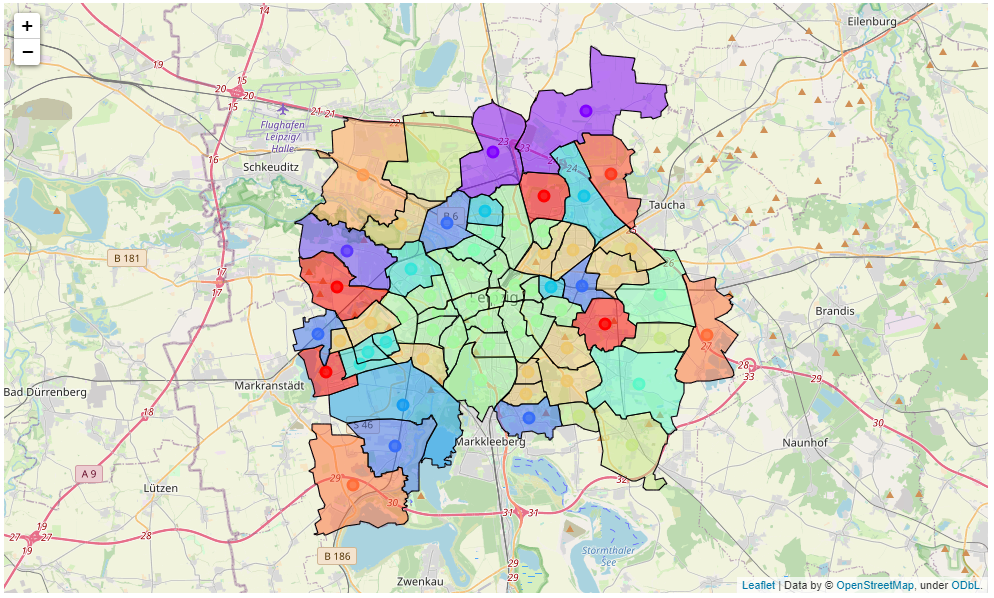 +
−
14
Eilenburg
19
15
20
20
15
21 21
22
Flughafen
Leipzig/
Halle
23
23
24
24
16
Schkeuditz
Taucha
B 6
B 181
26
17
17
Brandis
27
28
33
29
Markranstädt
Bad Dürrenberg
18
30
S 46
Markkleeberg
Naunhof
A 9
29
32
Lützen
30
31
31
19
27
27
19
28
B 186
Stormthaler
See
29
29
Zwenkau
Leaflet | Data by © OpenStreetMap, under ODbL.